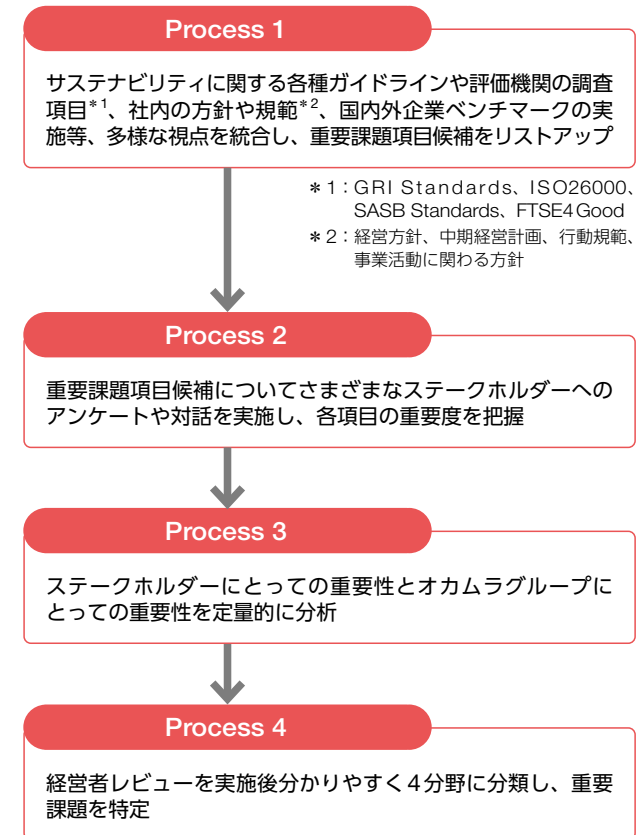 Process 1
サステナビリティに関する各種ガイドラインや評価機関の調査
項目*1、社内の方針や規範*2、国内外企業ベンチマークの実
施等、多様な視点を統合し、重要課題項目候補をリストアップ
*1：GRI Standards、ISO26000、
SASB Standards、FTSE4Good
*2：経営方針、中期経営計画、行動規範、
事業活動に関わる方針
Process 2
重要課題項目候補についてさまざまなステークホルダーへの
アンケートや対話を実施し、各項目の重要度を把握
Process 3
ステークホルダーにとっての重要性とオカムラグループに
とっての重要性を定量的に分析
Process 4
経営者レビューを実施後分かりやすく4分野に分類し、重要
課題を特定